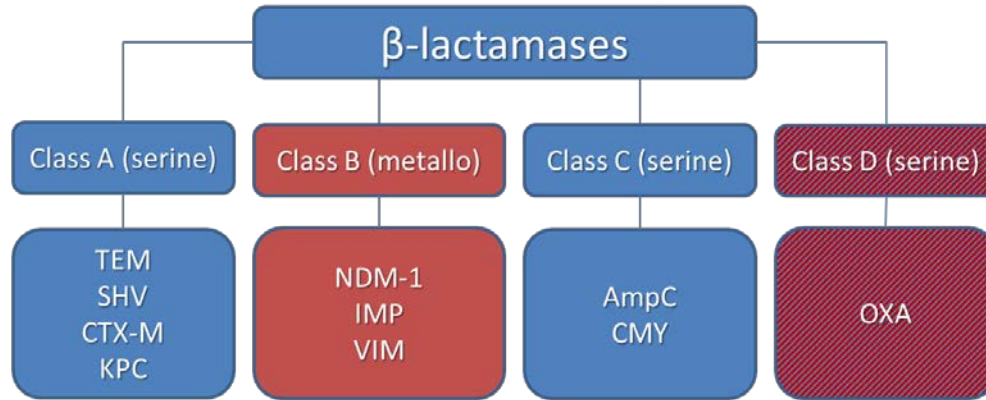 β-lactamases
Class A (serine)
Class B (metallo)
Class C (serine)
Class D (serine)
TEM
SHV
CTX-M
KPC
NDM-1
IMP
VIM
AmpC
CMY
OXA